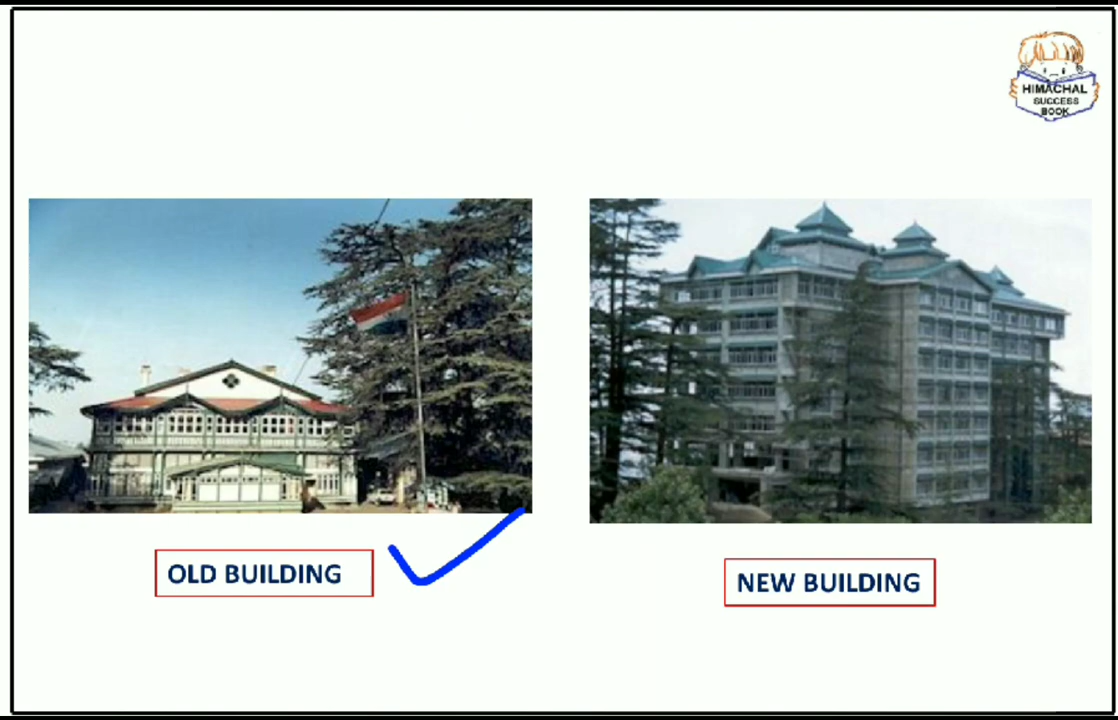 HIMACHAL
SUCCESS
BOOK
OLD BUILDING
NEW BUILDING